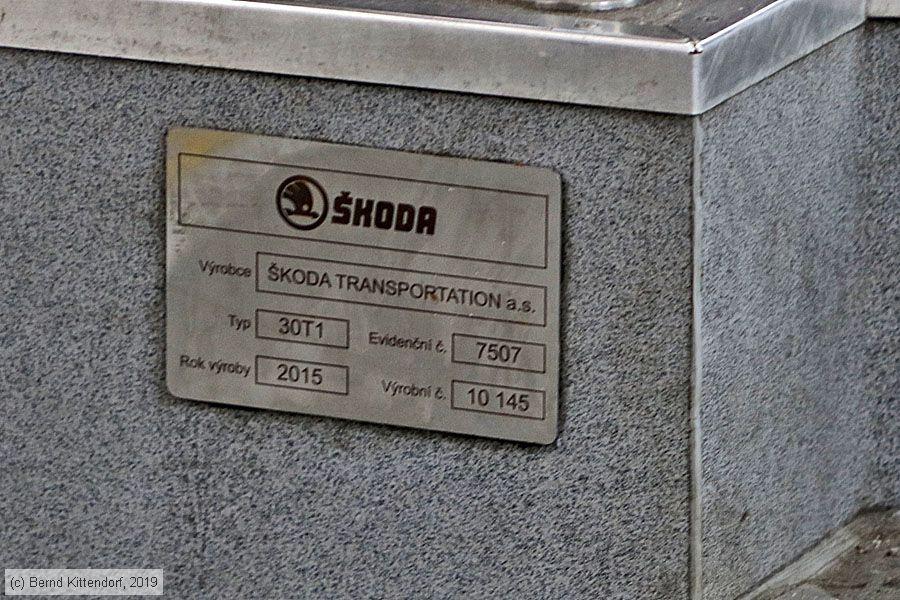 ŠKODA
Výrobce ŠKODA TRANSPORTATION a.s.
Typ 30T1 Evidenční č. 7507
Rok výroby 2015 Výrobní č. 10 145
(c) Bernd Kittendorf, 2019